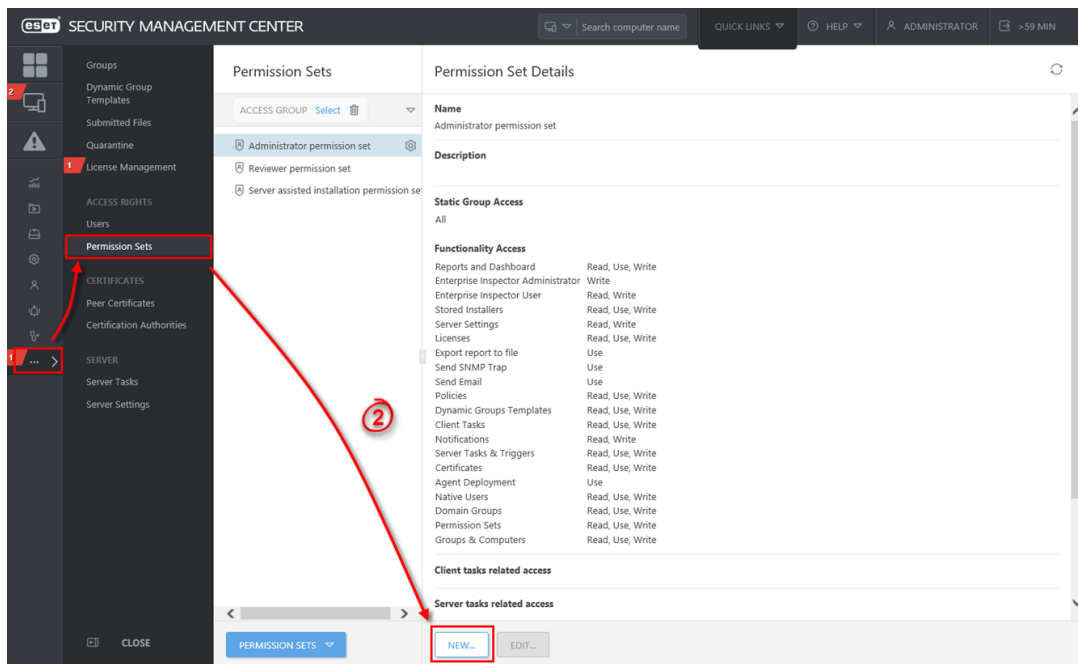 eset SECURITY MANAGEMENT CENTER
Search computer name
QUICK LINKS
HELP
ADMINISTRATOR
>59 MIN
2
1
1
Groups
Dynamic Group
Templates
Submitted Files
Quarantine
License Management
ACCESS RIGHTS
Users
Permission Sets
CERTIFICATES
Peer Certificates
Certification Authorities
SERVER
Server Tasks
Server Settings
CLOSE
Permission Sets
ACCESS GROUP Select
Administrator permission set
Reviewer permission set
Server assisted installation permission se
PERMISSION SETS
2
Permission Set Details
Name
Administrator permission set
Description
Static Group Access
All
Functionality Access
Reports and Dashboard Read, Use, Write
Enterprise Inspector Administrator Write
Enterprise Inspector User Read, Write
Stored Installers Read, Use, Write
Server Settings Read, Write
Licenses Read, Use, Write
Export report to file Use
Send SNMP Trap Use
Send Email Use
Policies Read, Use, Write
Dynamic Groups Templates Read, Use, Write
Client Tasks Read, Use, Write
Notifications Read, Write
Server Tasks & Triggers Read, Use, Write
Certificates Read, Use, Write
Agent Deployment Use
Native Users Read, Use, Write
Domain Groups Read, Use, Write
Permission Sets Read, Use, Write
Groups & Computers Read, Use, Write
Client tasks related access
Server tasks related access
NEW...
EDIT...